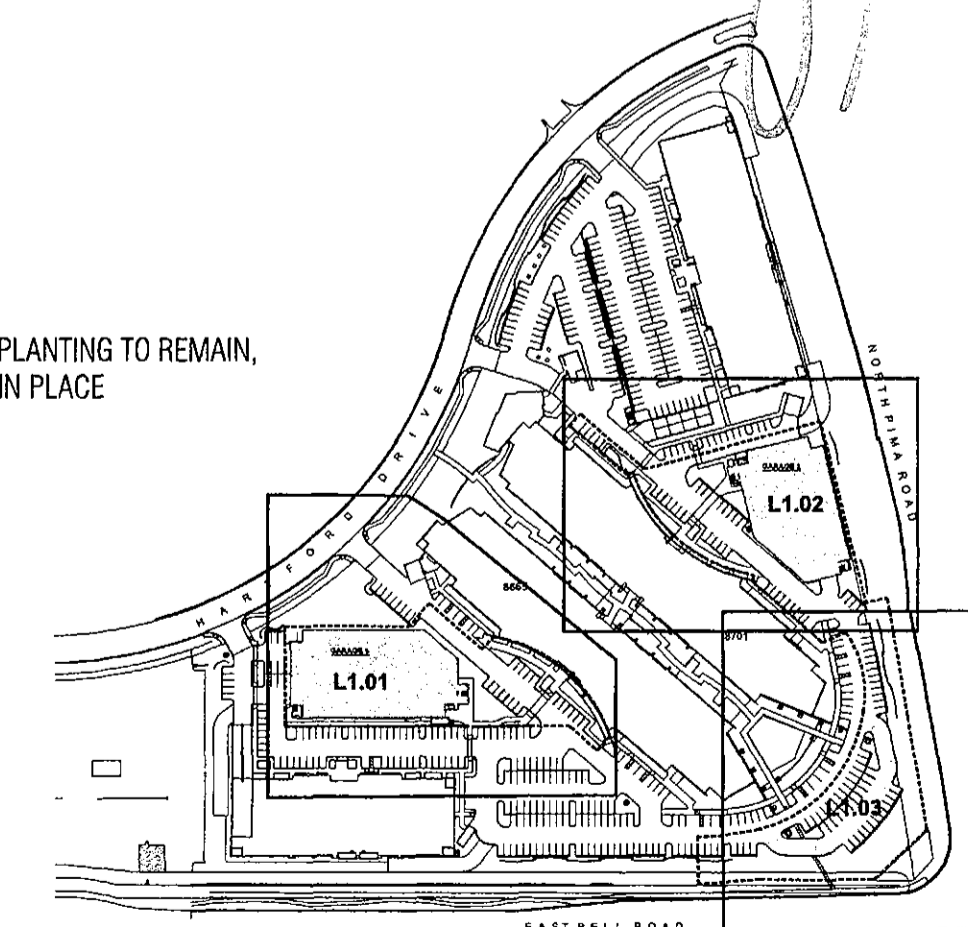 PLANTING TO REMAIN,
IN PLACE
HARFORD DRIVE
NORTH PIMA ROAD
L1.02
8665
8701
L1.01
L1.03
EAST BELL ROAD